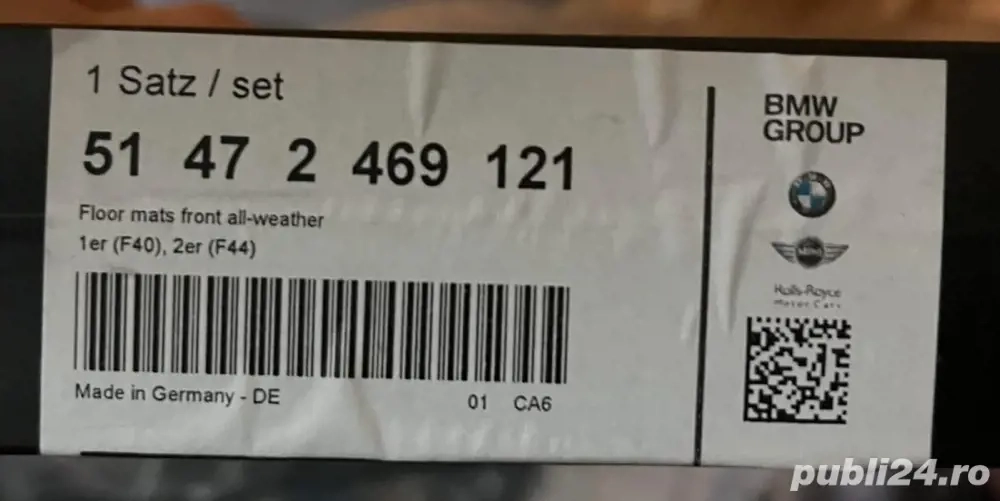 1 Satz / set
51 47 2 469 121
Floor mats front all-weather
1er (F40), 2er (F44)
Made in Germany - DE
01 CA6
BMW
GROUP
MINI
Rolls-Royce
Motor Cars
publi24.ro